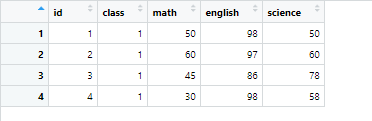 id class math english science
1 1 1 50 98 50
2 2 1 60 97 60
3 3 1 45 86 78
4 4 1 30 98 58